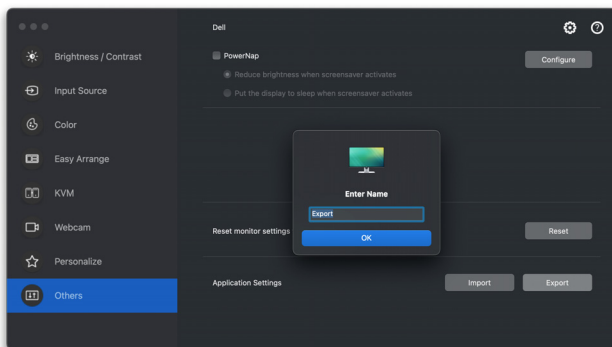 Dell
Brightness / Contrast
Input Source
Color
Easy Arrange
KVM
Webcam
Personalize
Others
PowerNap
Configure
Reduce brightness when screensaver activates
Put the display to sleep when screensaver activates
Enter Name
Export
OK
Reset monitor settings
Reset
Application Settings
Import
Export